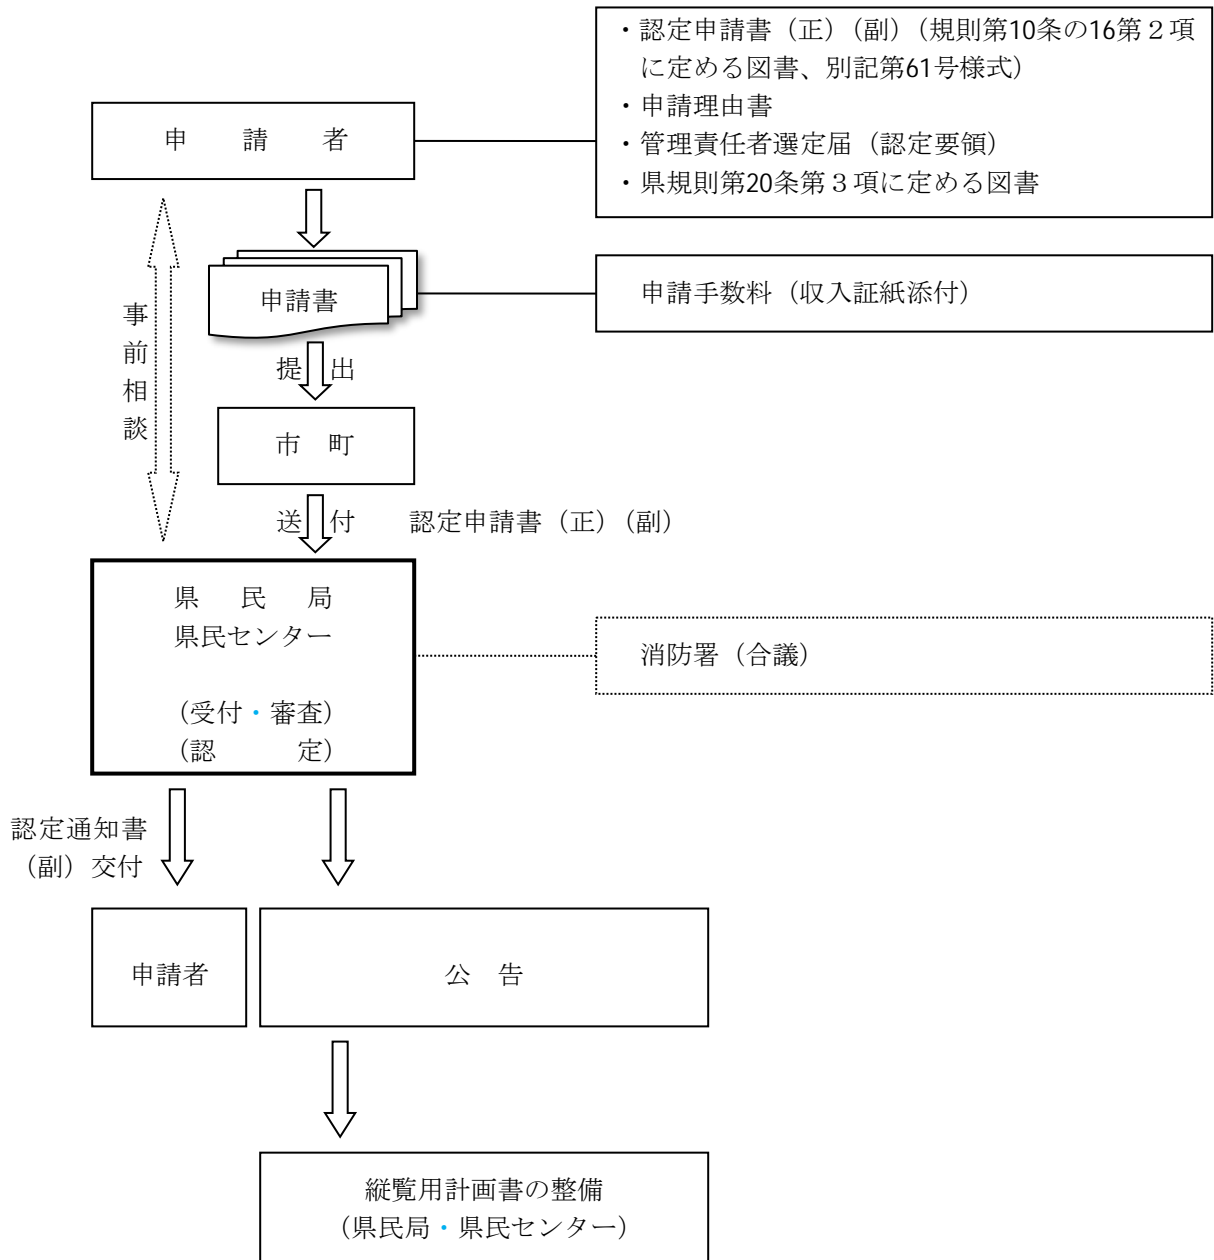 ・認定申請書（正）（副）（規則第10条の16第２項
に定める図書、別記第61号様式）
・申請理由書
・管理責任者選定届（認定要領）
・県規則第20条第３項に定める図書
申　請　者
申請書
申請手数料（収入証紙添付）
事前相談
提出
市　町
送付　認定申請書（正）（副）
県　民　局
県民センター
（受付・審査）
（認　　定）
消防署（合議）
認定通知書
（副）交付
申請者
公　告
縦覧用計画書の整備
（県民局・県民センター）